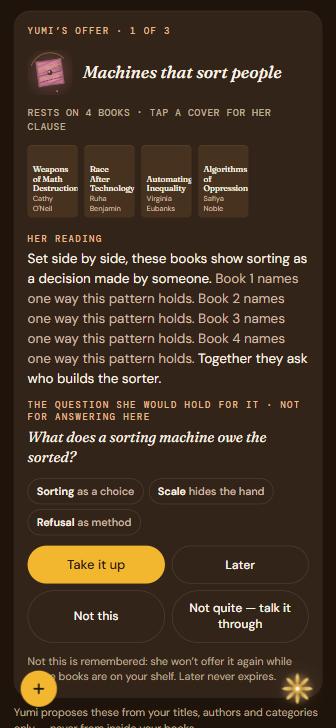 YUMI'S OFFER · 1 OF 3
Machines that sort people
RESTS ON 4 BOOKS · TAP A COVER FOR HER
CLAUSE
Weapons
of Math
Destruction
Cathy
O'Neil
Race
After
Technology
Ruha
Benjamin
Automating
Inequality
Virginia
Eubanks
Algorithms
of
Oppression
Safiya
Noble
HER READING
Set side by side, these books show sorting as
a decision made by someone. Book 1 names
one way this pattern holds. Book 2 names
one way this pattern holds. Book 3 names
one way this pattern holds. Book 4 names
one way this pattern holds. Together they ask
who builds the sorter.
THE QUESTION SHE WOULD HOLD FOR IT · NOT
FOR ANSWERING HERE
What does a sorting machine owe the
sorted?
Sorting as a choice
Scale hides the hand
Refusal as method
Take it up
Later
Not this
Not quite — talk it
through
Not this is remembered: she won't offer it again while
books are on your shelf. Later never expires.
+
Yumi proposes these from your titles, authors and categories